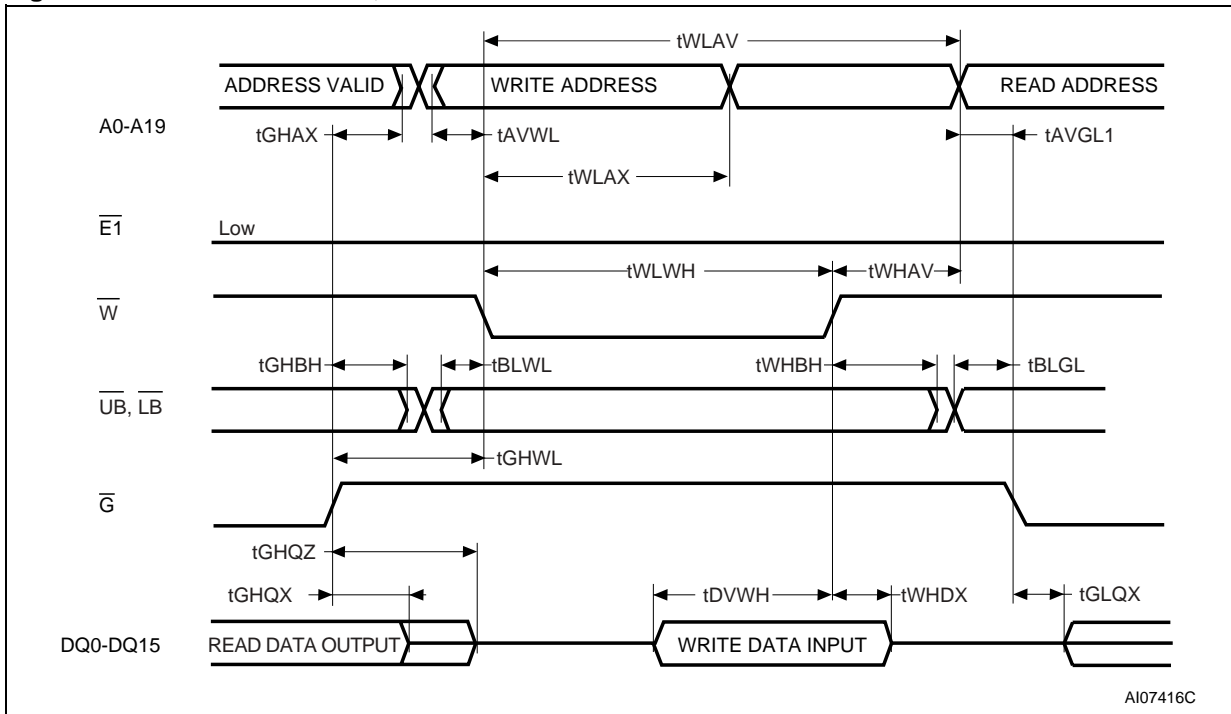 tWLAV
ADDRESS VALID WRITE ADDRESS READ ADDRESS
A0-A19
tGHAX tAVWL tAVGL1
tWLAX
E1 Low
tWLWH tWHAV
W
tGHBH tBLWL tWHBH tBLGL
UB, LB
tGHWL
G
tGHQZ
tGHQX tDVWH tWHDX tGLQX
DQ0-DQ15 READ DATA OUTPUT WRITE DATA INPUT
AI07416C